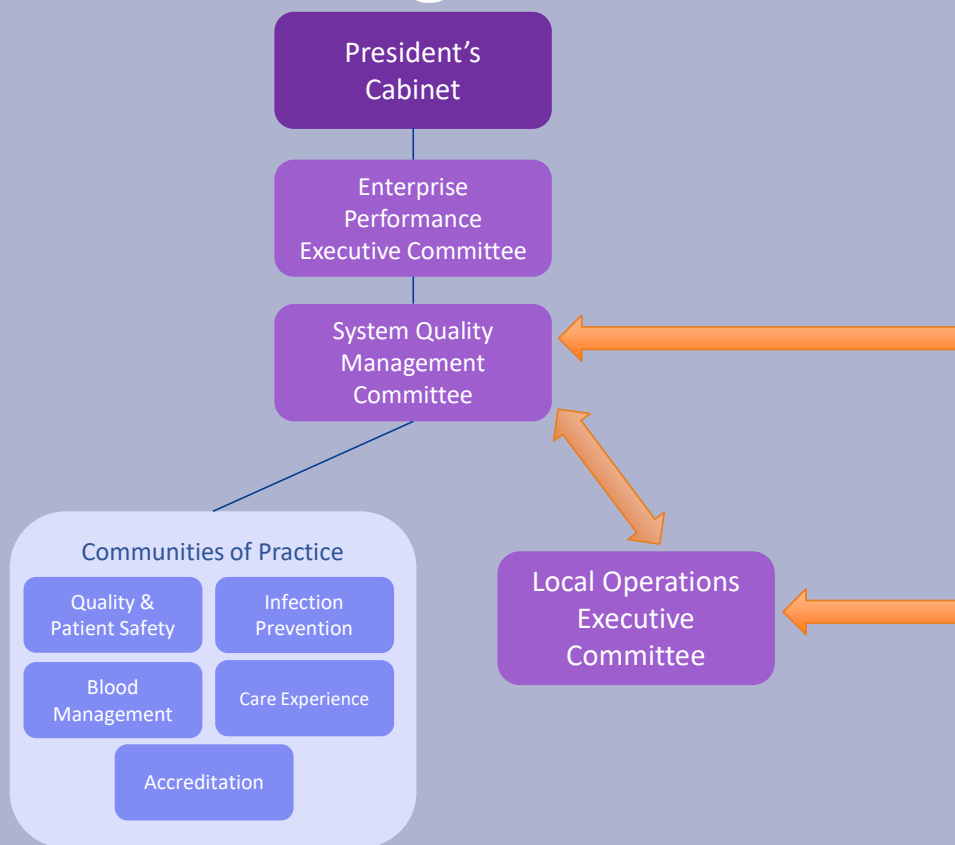 President’s
Cabinet
Enterprise
Performance
Executive Committee
System Quality
Management
Committee
Communities of Practice
Quality &
Patient Safety
Infection
Prevention
Blood
Management
Care Experience
Accreditation
Local Operations
Executive
Committee